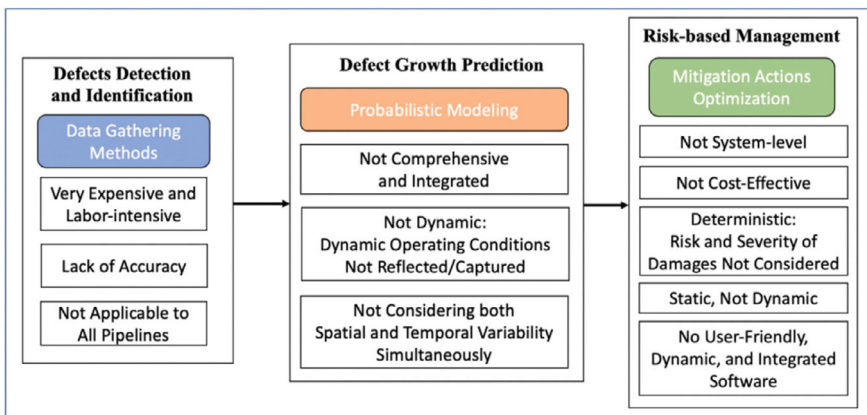 Defects Detection
and Identification
Data Gathering
Methods
Very Expensive and
Labor-intensive
Lack of Accuracy
Not Applicable to
All Pipelines
Defect Growth Prediction
Probabilistic Modeling
Not Comprehensive
and Integrated
Not Dynamic:
Dynamic Operating Conditions
Not Reflected/Captured
Not Considering both
Spatial and Temporal Variability
Simultaneously
Risk-based Management
Mitigation Actions
Optimization
Not System-level
Not Cost-Effective
Deterministic:
Risk and Severity of
Damages Not Considered
Static, Not Dynamic
No User-Friendly,
Dynamic, and Integrated
Software